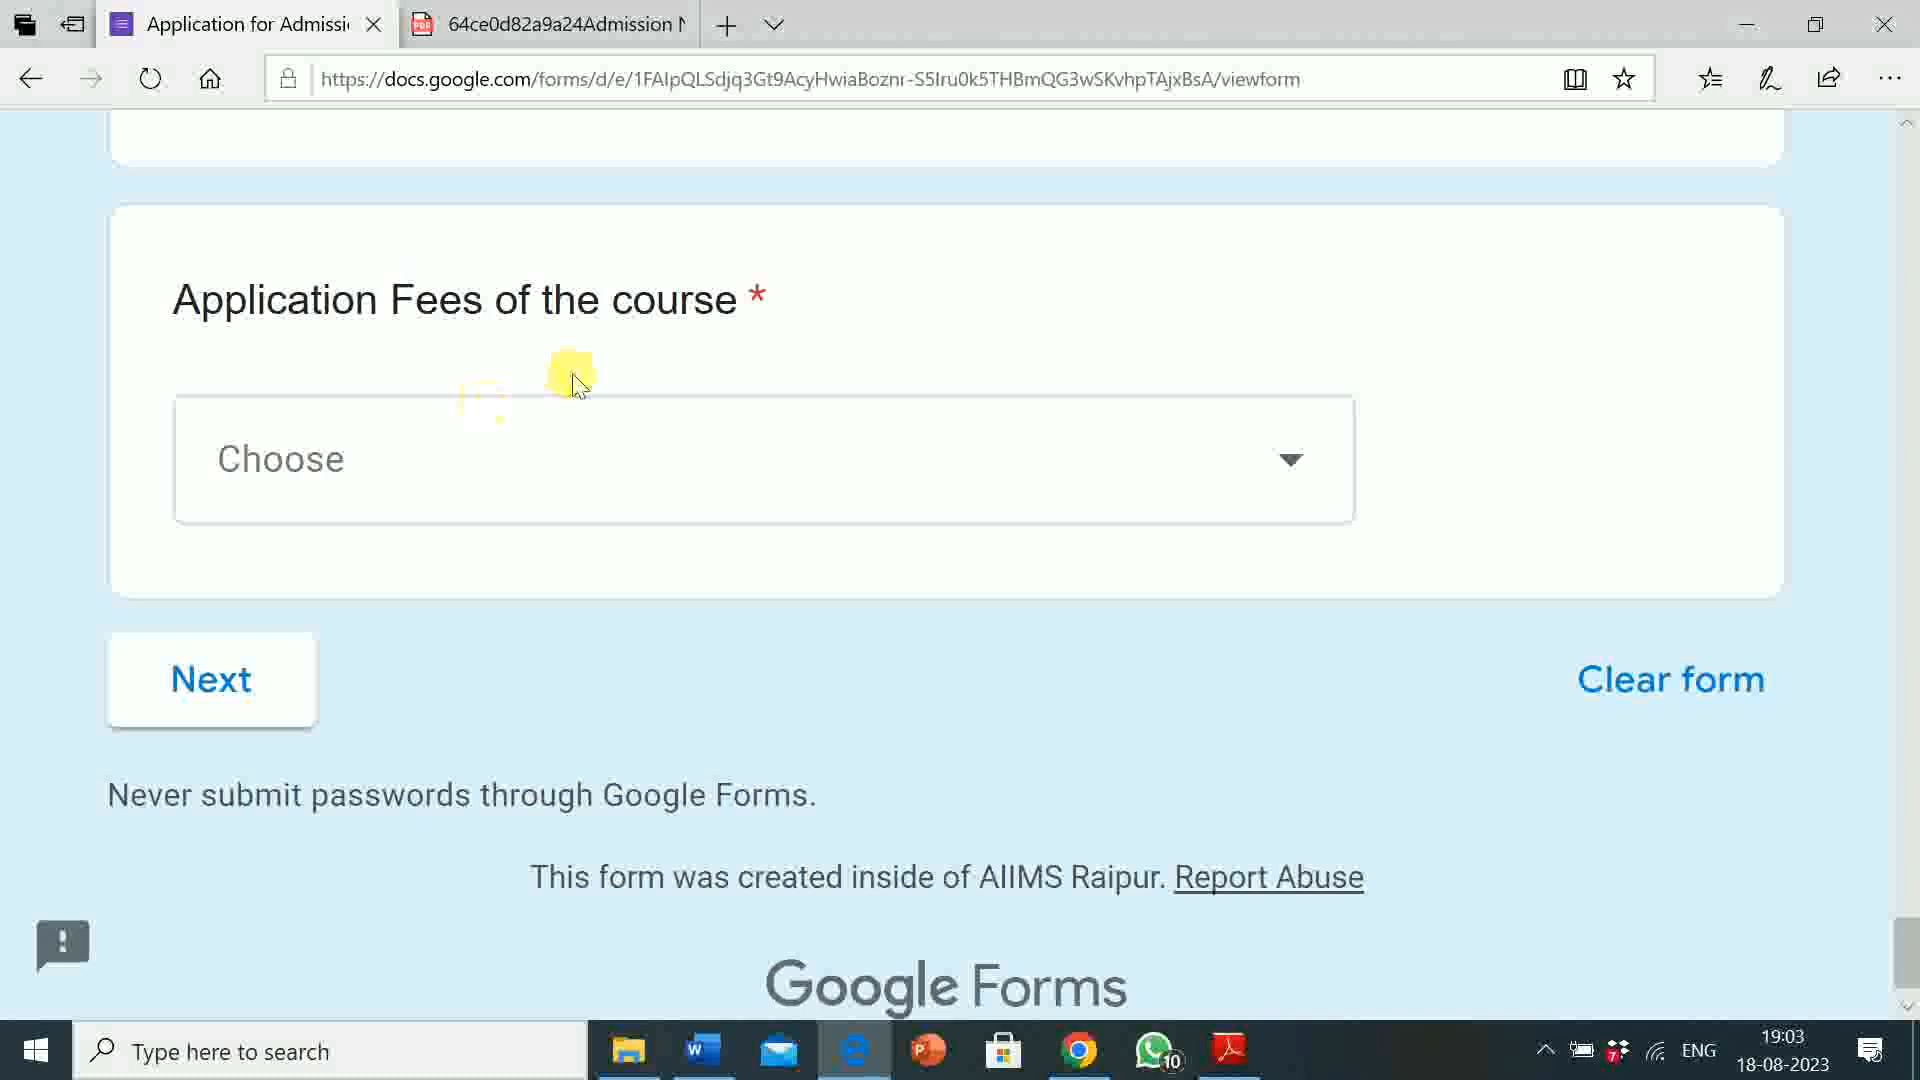 Application for Admissi
64ce0d82a9a24Admission N
https://docs.google.com/forms/d/e/1FAIpQLSdjq3Gt9AcyHwiaBoznr-S5Iru0k5THBmQG3wSKvhpTAjxBsA/viewform
Application Fees of the course *
Choose
Next
Clear form
Never submit passwords through Google Forms.
This form was created inside of AIIMS Raipur. Report Abuse
Google Forms
Type here to search
10
7
ENG
19:03
18-08-2023